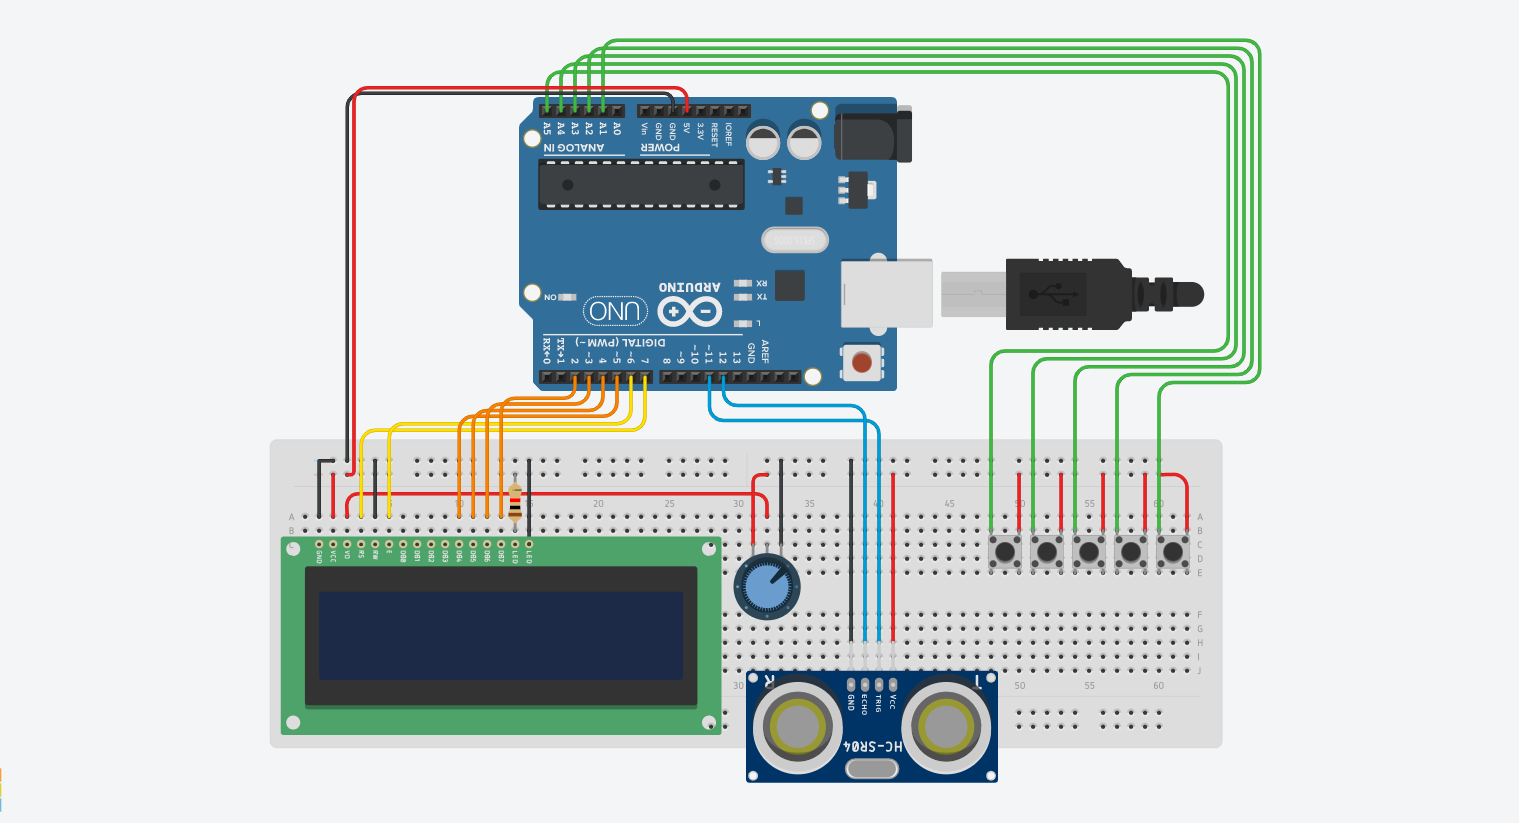 A5 A4 A3 A2 A1 A0
Vin GND GND 5V 3.3V RESET IOREF
ANALOG IN
POWER
ARDUINO
UNO
ON
RX
TX
L
DIGITAL (PWM~)
RX←0 TX→1 2 ~3 4 ~5 ~6 7 8 ~9 ~10 ~11 12 13 GND AREF
10 15 20 25 30 35 40 45 50 55 60
A A
B B
C
D
E
GND VCC VO RS RW E DB0 DB1 DB2 DB3 DB4 DB5 DB6 DB7 LED LED
F
G
H
I
J
30 50 55 60
R T
GND ECHO TRIG VCC
HC-SR04